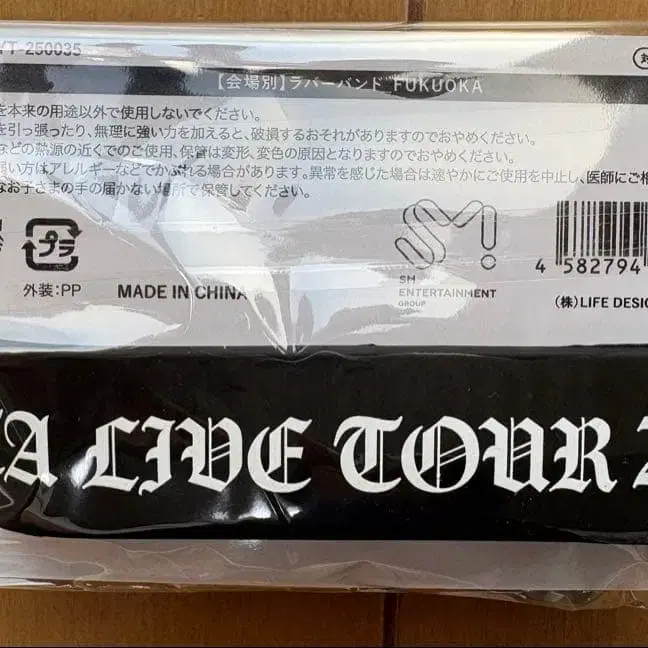 YT-250035
【会場別】ラバーバンド FUKUOKA
を本来の用途以外で使用しないでください。
を引っ張ったり、無理に強い力を加えると、破損するおそれがありますのでおやめください。
などの熱源の近くでのご使用、保管は変形、変色の原因となりますのでおやめください。
弱い方はアレルギーなどでかぶれる場合があります。異常を感じた場合は速やかにご使用を中止し、医師にご相
なお子さまの手の届かない場所で保管してください。
プラ
外装:PP
MADE IN CHINA
SM
ENTERTAINMENT
GROUP
4 582794
(株)LIFE DESIG
A LIVE TOUR 2